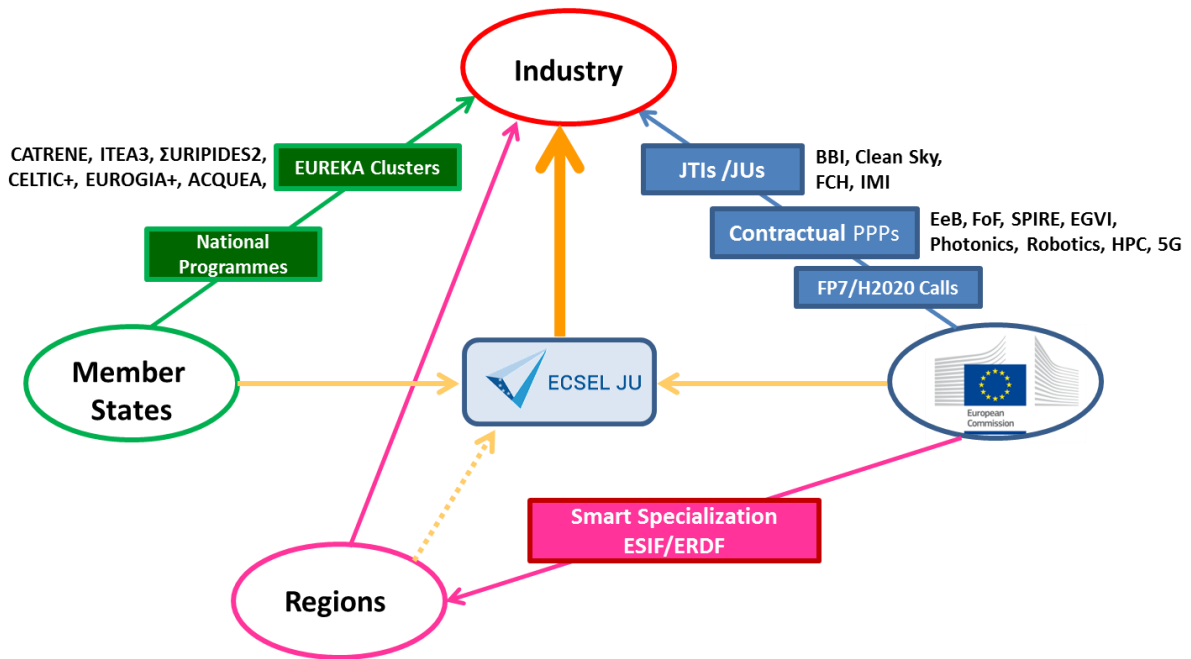 Industry
CATRENE, ITEA3, ΣURIPIDES2,
CELTIC+, EUROGIA+, ACQUEA,
EUREKA Clusters
JTIs /JUs
BBI, Clean Sky,
FCH, IMI
National
Programmes
Contractual PPPs
EeB, FoF, SPIRE, EGVI,
Photonics, Robotics, HPC, 5G
FP7/H2020 Calls
Member
States
ECSEL JU
European
Commission
Smart Specialization
ESIF/ERDF
Regions